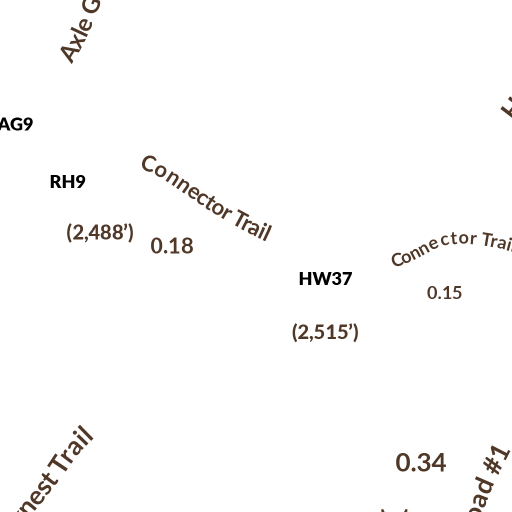 Axle G
AG9
RH9
Connector Trail
(2,488’)
0.18
Connector Trail
HW37
0.15
(2,515’)
nest Trail
0.34
oad #1